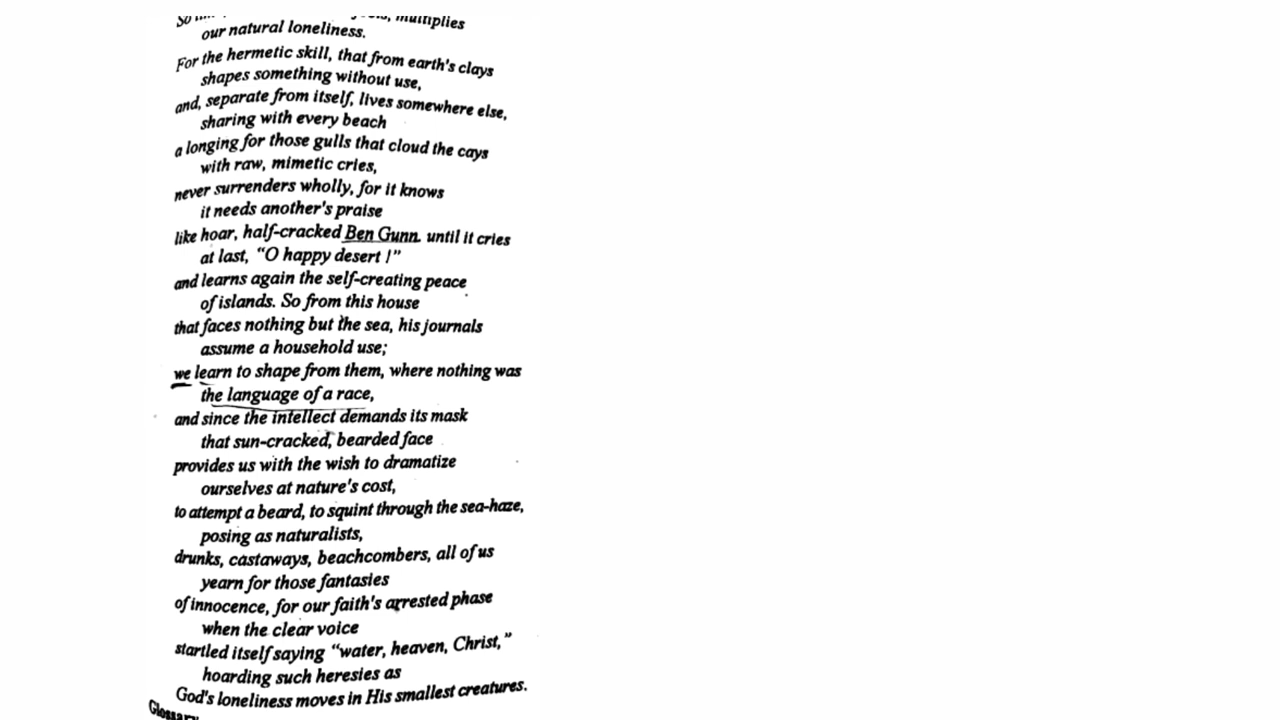 So multiplies
our natural loneliness.
For the hermetic skill, that from earth's clays
shapes something without use,
and, separate from itself, lives somewhere else,
sharing with every beach
a longing for those gulls that cloud the cays
with raw, mimetic cries,
never surrenders wholly, for it knows
it needs another's praise
like hoar, half-cracked Ben Gunn. until it cries
at last, “O happy desert !”
and learns again the self-creating peace
of islands. So from this house
that faces nothing but the sea, his journals
assume a household use;
we learn to shape from them, where nothing was
the language of a race,
and since the intellect demands its mask
that sun-cracked, bearded face
provides us with the wish to dramatize
ourselves at nature's cost,
to attempt a beard, to squint through the sea-haze,
posing as naturalists,
drunks, castaways, beachcombers, all of us
yearn for those fantasies
of innocence, for our faith's arrested phase
when the clear voice
startled itself saying “water, heaven, Christ,”
hoarding such heresies as
God's loneliness moves in His smallest creatures.
Glossary